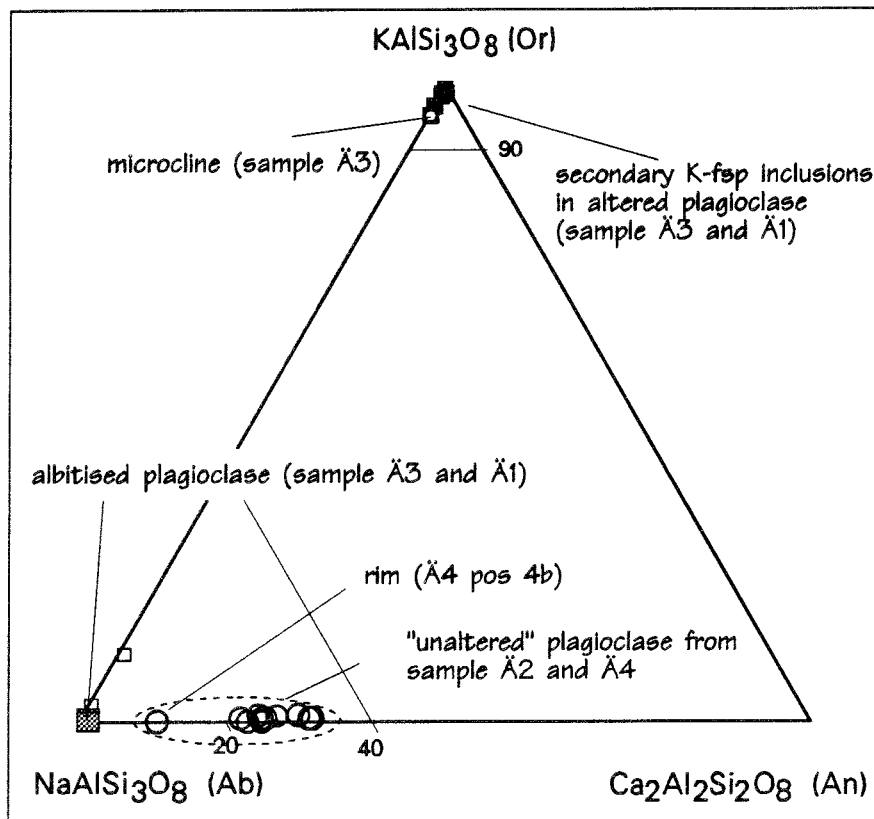 KAlSi3O8 (Or)
microcline (sample Ä3)
90
secondary K-fsp inclusions
in altered plagioclase
(sample Ä3 and Ä1)
albitised plagioclase (sample Ä3 and Ä1)
rim (Ä4 pos 4b)
"unaltered" plagioclase from
sample Ä2 and Ä4
20
40
NaAlSi3O8 (Ab)
Ca2Al2Si2O8 (An)